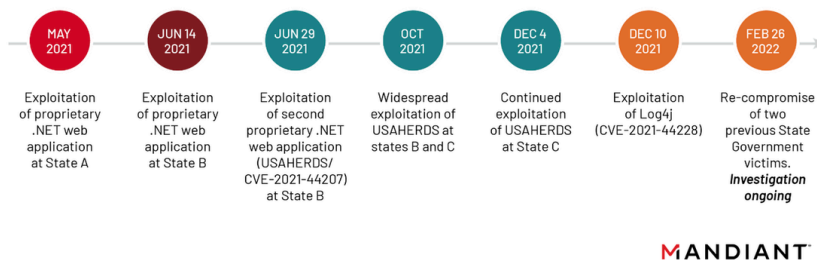 MAY
2021
JUN 14
2021
JUN 29
2021
OCT
2021
DEC 4
2021
DEC 10
2021
FEB 26
2022
Exploitation
of proprietary
.NET web
application
at State A
Exploitation
of proprietary
.NET web
application
at State B
Exploitation
of second
proprietary .NET
web application
(USAHERDS/
CVE-2021-44207)
at State B
Widespread
exploitation of
USAHERDS at
states B and C
Continued
exploitation
of USAHERDS
at State C
Exploitation
of Log4j
(CVE-2021-44228)
Re-compromise
of two
previous State
Government
victims.
Investigation
ongoing
MANDIANT